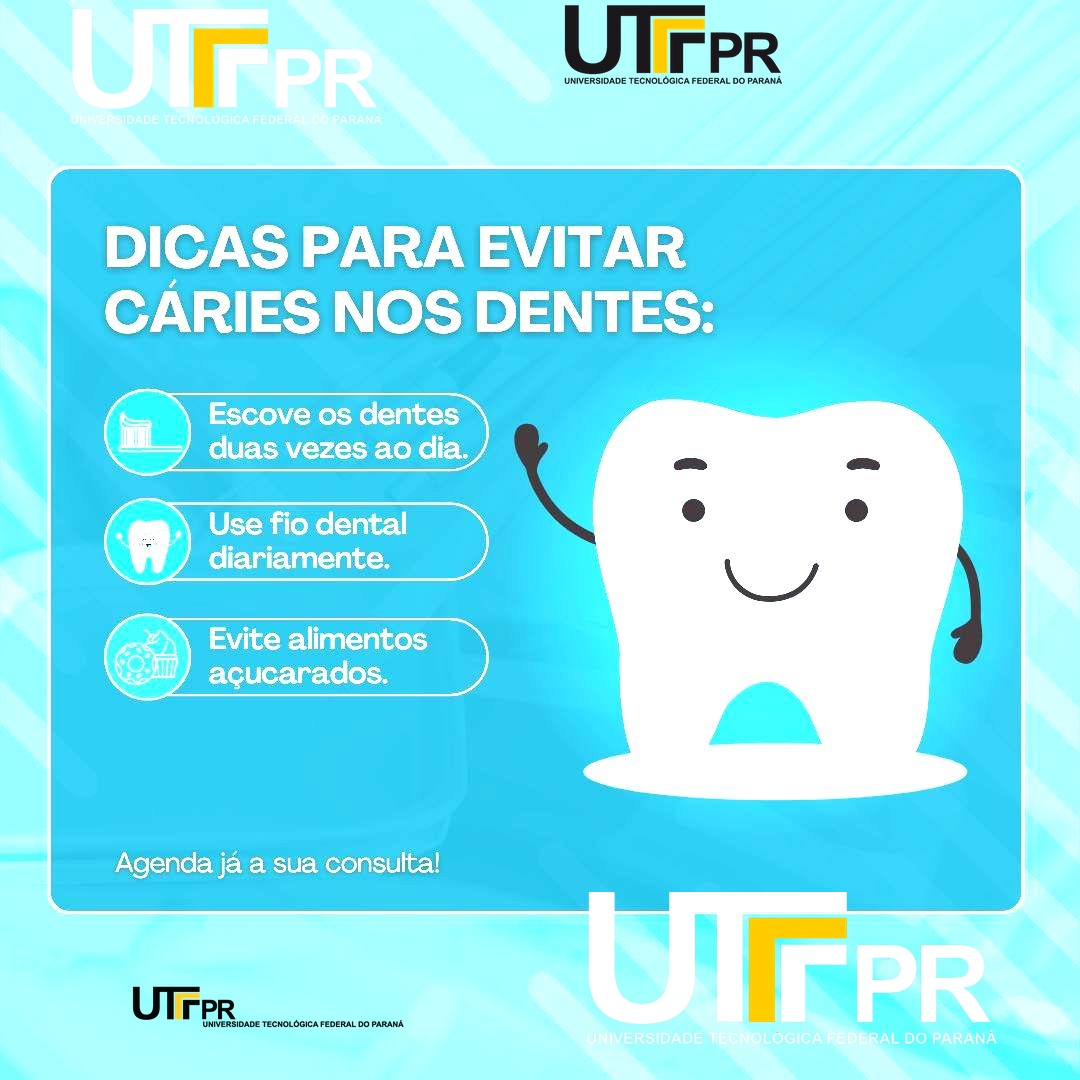 UTFPR
UNIVERSIDADE TECNOLÓGICA FEDERAL DO PARANÁ
UTFPR
UNIVERSIDADE TECNOLÓGICA FEDERAL DO PARANÁ
DICAS PARA EVITAR
CÁRIES NOS DENTES:
Escove os dentes
duas vezes ao dia.
Use fio dental
diariamente.
Evite alimentos
açucarados.
Agenda já a sua consulta!
UTFPR
UNIVERSIDADE TECNOLÓGICA FEDERAL DO PARANÁ
UTFPR
UNIVERSIDADE TECNOLÓGICA FEDERAL DO PARANÁ